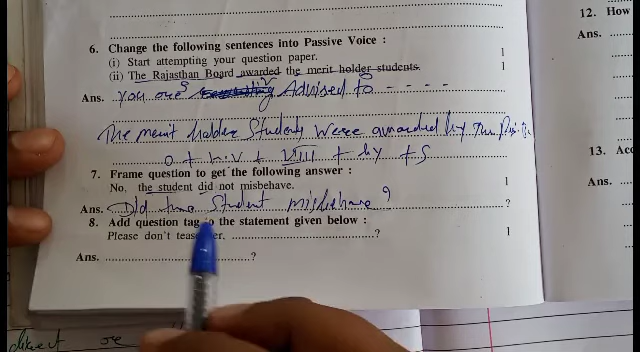 6. Change the following sentences into Passive Voice :
(i) Start attempting your question paper. 1
(ii) The Rajasthan Board awarded the merit holder students. 1
Ans. You are Advised to - - - -
The merit holder Students were awarded by The
O + h.v + VIII + by + S
7. Frame question to get the following answer :
No, the student did not misbehave. 1
Ans. Did the Student misbehave ? ?
8. Add question tag to the statement given below :
Please don't tease her, ? 1
Ans. ?
12. How
Ans.
13. Acc
Ans.